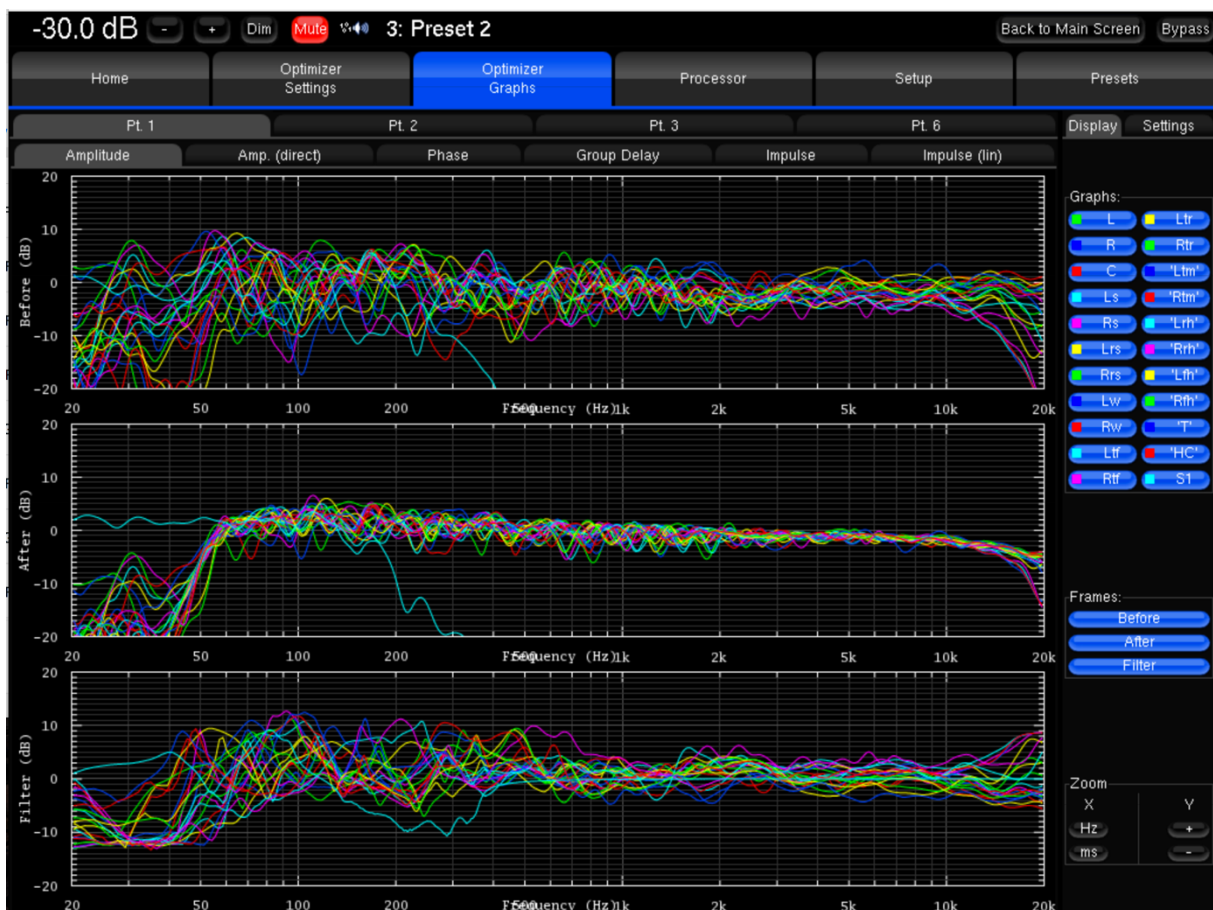 -30.0 dB - + Dim Mute 3: Preset 2 Back to Main Screen Bypass
Home Optimizer Settings Optimizer Graphs Processor Setup Presets
Pt. 1 Pt. 2 Pt. 3 Pt. 6 Display Settings
Amplitude Amp. (direct) Phase Group Delay Impulse Impulse (lin)
20
10
0
-10
-20
Before (dB)
20 50 100 200 500 Frequency (Hz) 1k 2k 5k 10k 20k
20
10
0
-10
-20
After (dB)
20 50 100 200 500 Frequency (Hz) 1k 2k 5k 10k 20k
20
10
0
-10
-20
Filter (dB)
20 50 100 200 500 Frequency (Hz) 1k 2k 5k 10k 20k
Graphs:
L Ltr
R Rtr
C 'Ltm'
Ls 'Rtm'
Rs 'Lrh'
Lrs 'Rrh'
Rrs 'Lfh'
Lw 'Rfh'
Rw 'T'
Ltf 'HC'
Rtf S1
Frames:
Before
After
Filter
Zoom
X Y
Hz +
ms -